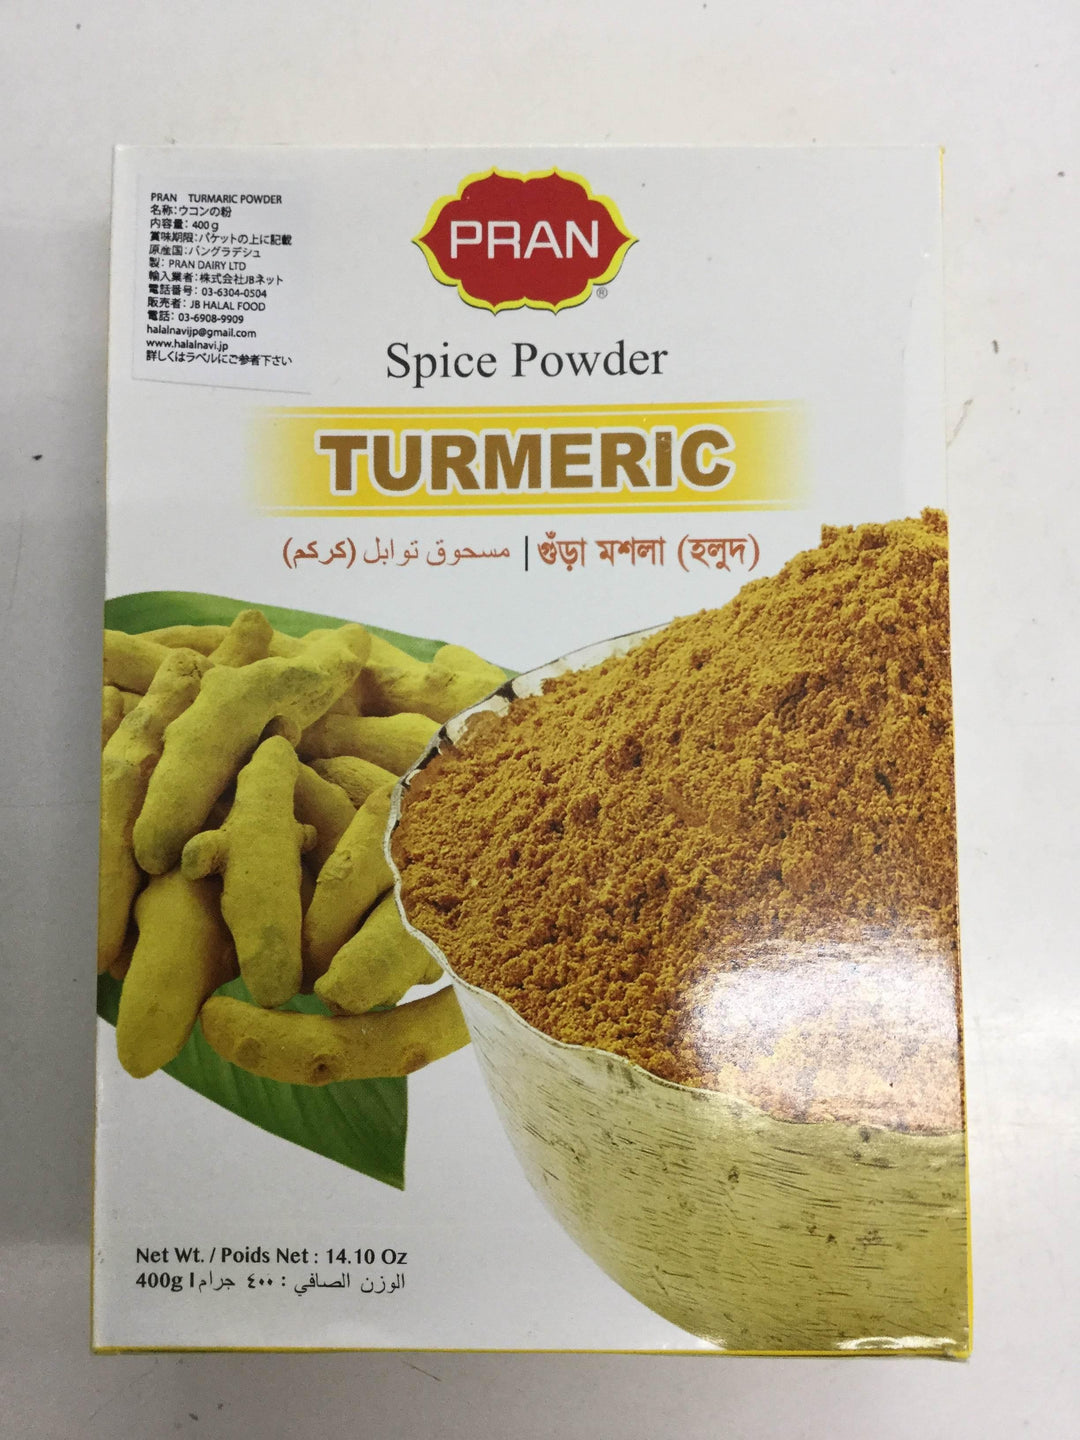 PRAN TURMARIC POWDER
名称:ウコンの粉
内容量: 400 g
賞味期限:パケットの上に記載
原産国:バングラデシュ
製: PRAN DAIRY LTD
輸入業者:株式会社JBネット
電話番号: 03-6304-0504
販売者: JB HALAL FOOD
電話: 03-6908-9909
halalnavijp@gmail.com
www.halalnavi.jp
詳しくはラベルにご参者下さい
PRAN
®
Spice Powder
TURMERIC
مسحوق توابل (كركم) | গুঁড়া মশলা (হলুদ)
Net Wt. / Poids Net : 14.10 Oz
400g | الوزن الصافي : ٤٠٠ جرام